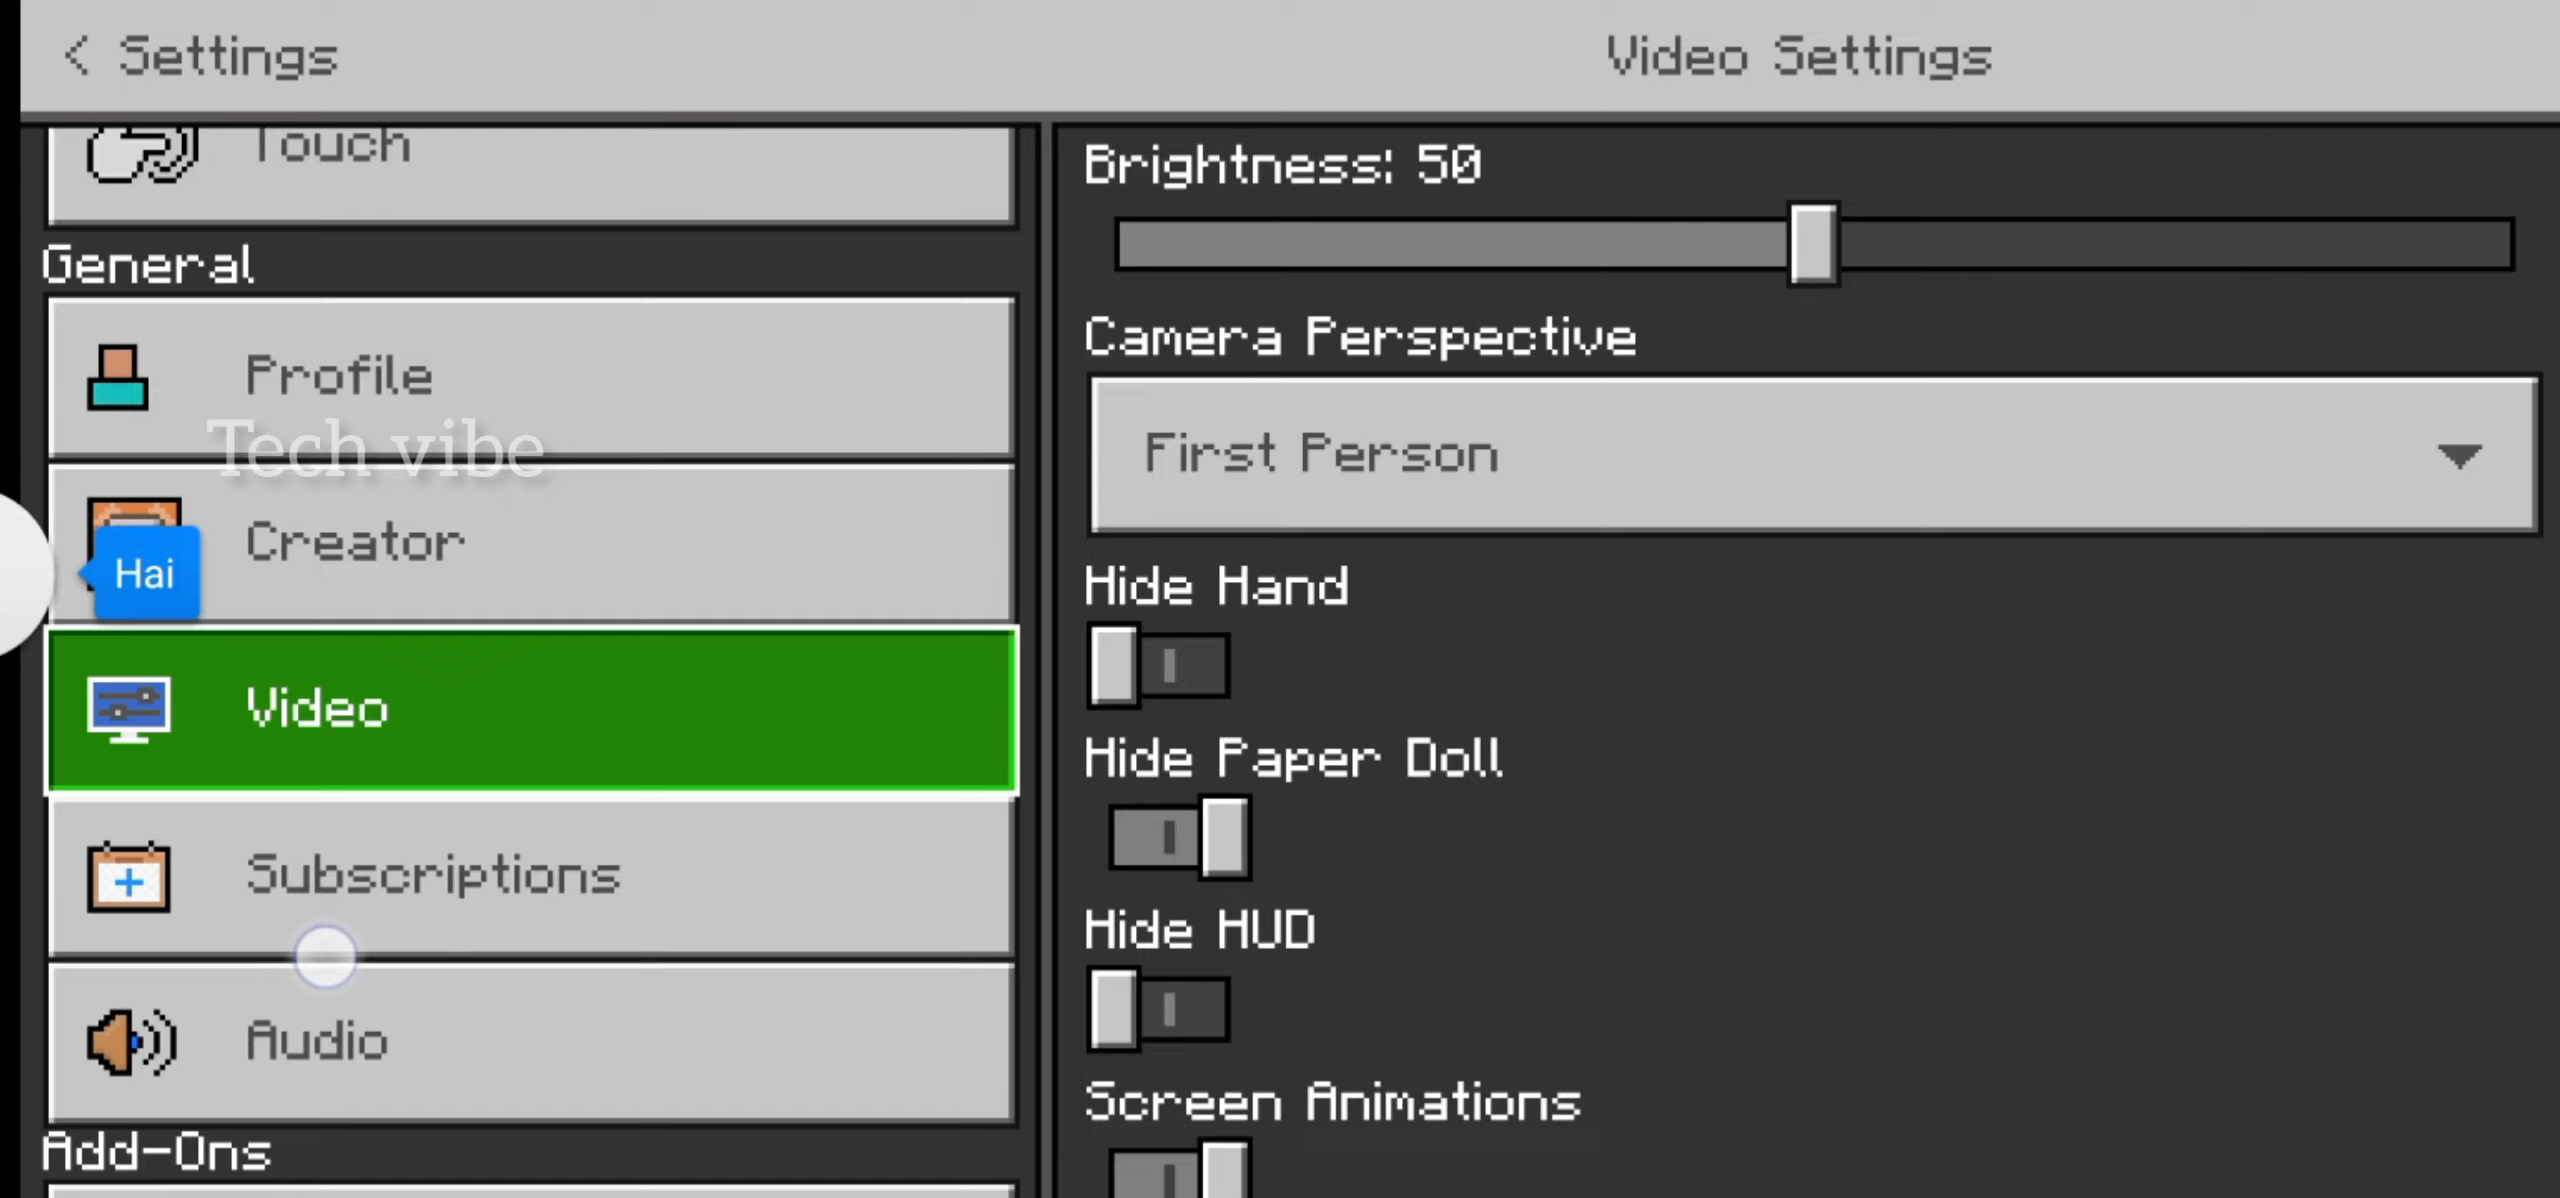 < Settings
Video Settings
Touch
General
Profile
Tech vibe
Creator
Hai
Video
Subscriptions
Audio
Add-Ons
Brightness: 50
Camera Perspective
First Person
Hide Hand
Hide Paper Doll
Hide HUD
Screen Animations